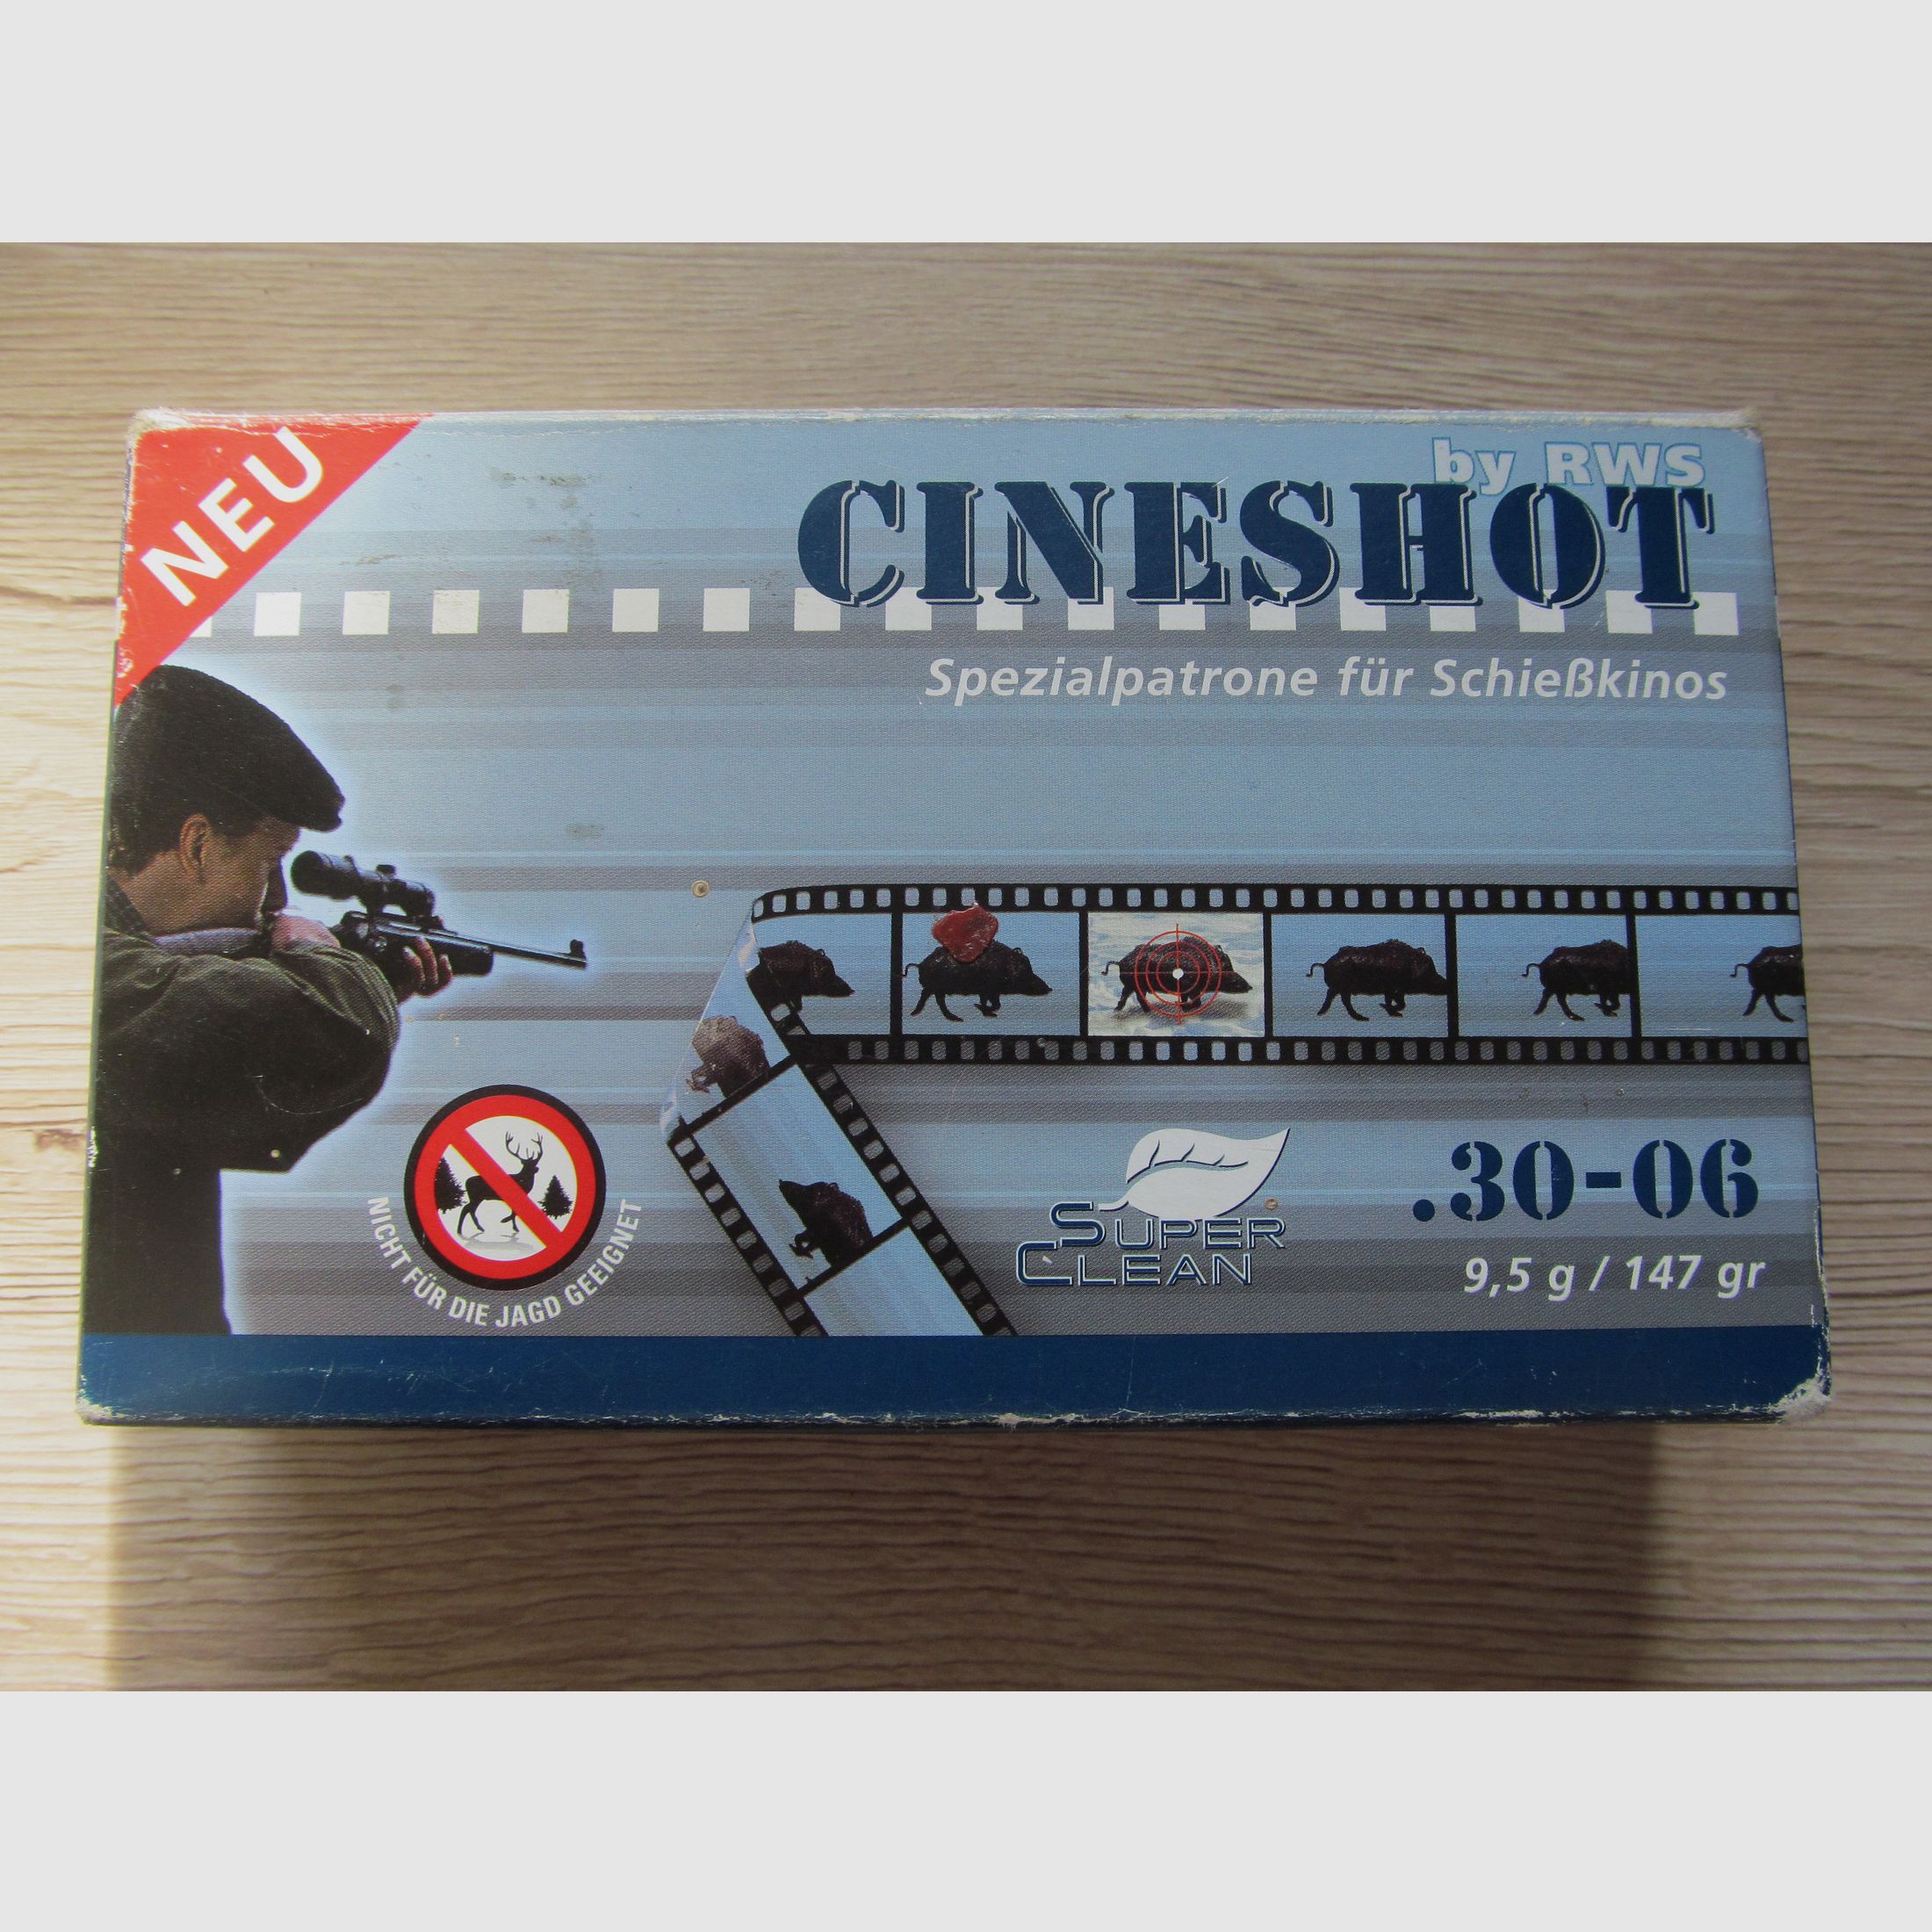 NEU
by RWS
CINESHOT
Spezialpatrone für Schießkinos
NICHT FÜR DIE JAGD GEEIGNET
SUPER
CLEAN
.30-06
9,5 g / 147 gr